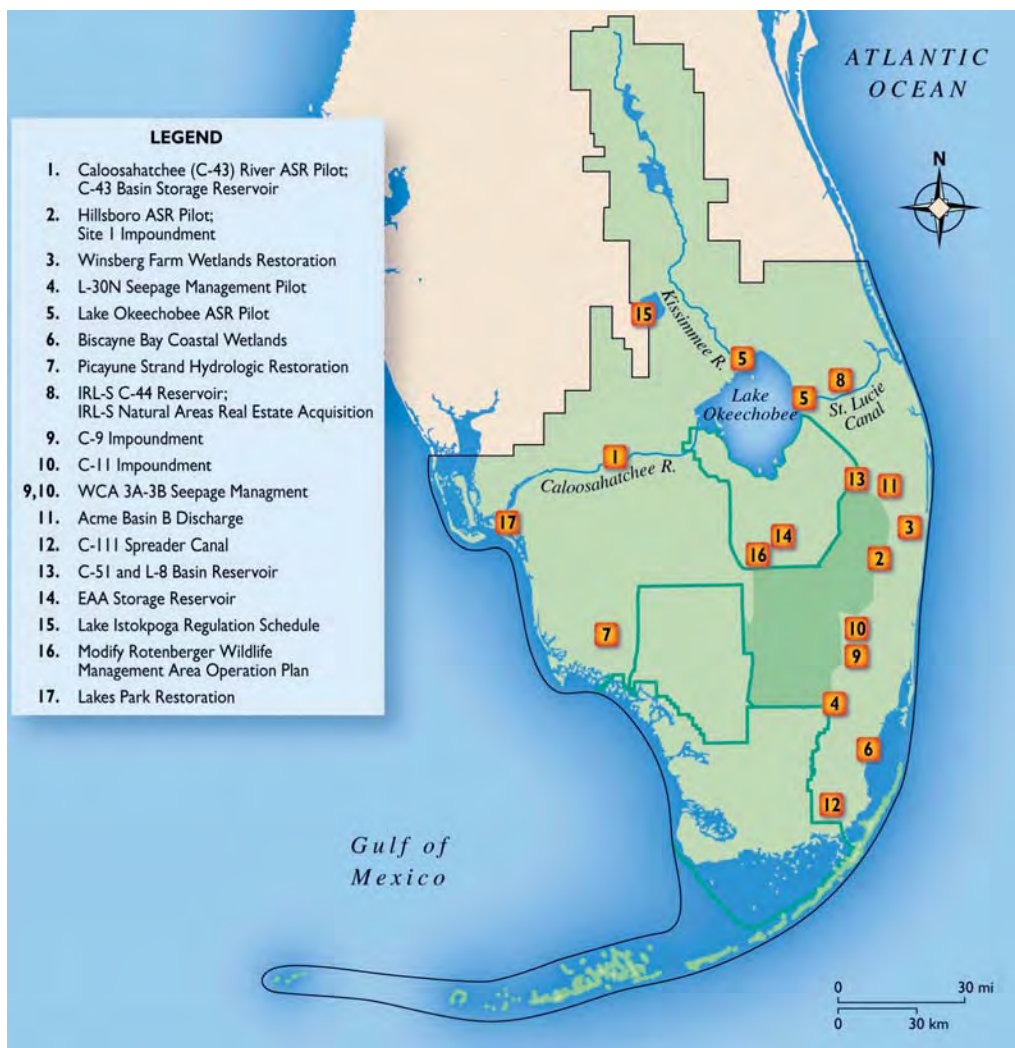 ATLANTIC
OCEAN
LEGEND
1. Caloosahatchee (C-43) River ASR Pilot;
C-43 Basin Storage Reservoir
2. Hillsboro ASR Pilot;
Site 1 Impoundment
3. Winsberg Farm Wetlands Restoration
4. L-30N Seepage Management Pilot
5. Lake Okeechobee ASR Pilot
6. Biscayne Bay Coastal Wetlands
7. Picayune Strand Hydrologic Restoration
8. IRL-S C-44 Reservoir;
IRL-S Natural Areas Real Estate Acquisition
9. C-9 Impoundment
10. C-11 Impoundment
9,10. WCA 3A-3B Seepage Managment
11. Acme Basin B Discharge
12. C-111 Spreader Canal
13. C-51 and L-8 Basin Reservoir
14. EAA Storage Reservoir
15. Lake Istokpoga Regulation Schedule
16. Modify Rotenberger Wildlife
Management Area Operation Plan
17. Lakes Park Restoration
N
15
Kissimmee R.
5
8
5
Lake
Okeechobee
St. Lucie
Canal
1
Caloosahatchee R.
13
11
17
3
14
16
2
7
10
9
4
6
12
Gulf of
Mexico
0 30 mi
0 30 km